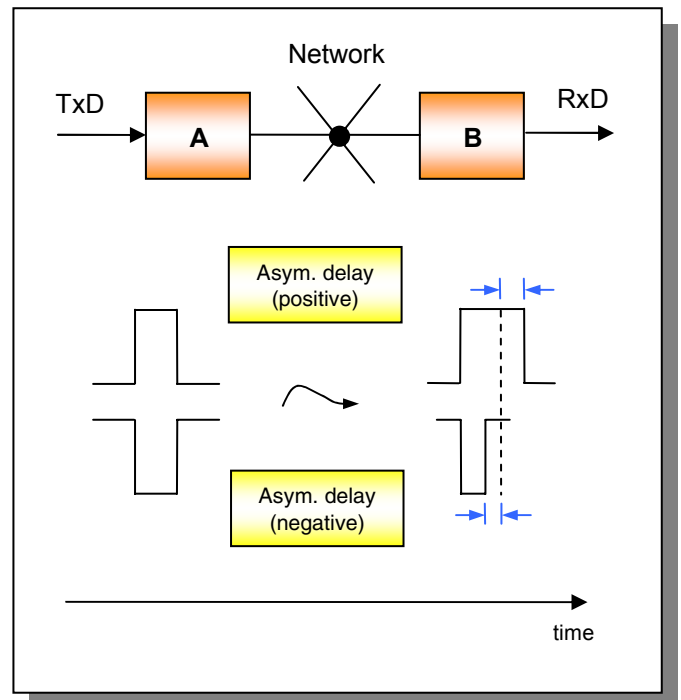 Network
TxD
RxD
A
B
Asym. delay
(positive)
Asym. delay
(negative)
time